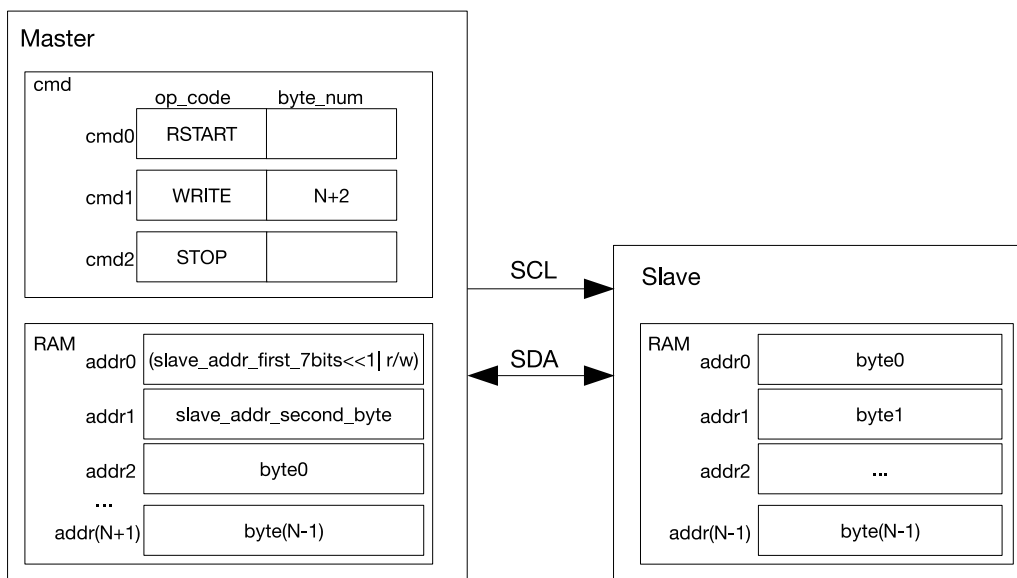 Master
cmd
op_code byte_num
cmd0 RSTART
cmd1 WRITE N+2
cmd2 STOP
RAM
addr0 (slave_addr_first_7bits<<1| r/w)
addr1 slave_addr_second_byte
addr2 byte0
...
addr(N+1) byte(N-1)
SCL
SDA
Slave
RAM
addr0 byte0
addr1 byte1
addr2 ...
addr(N-1) byte(N-1)